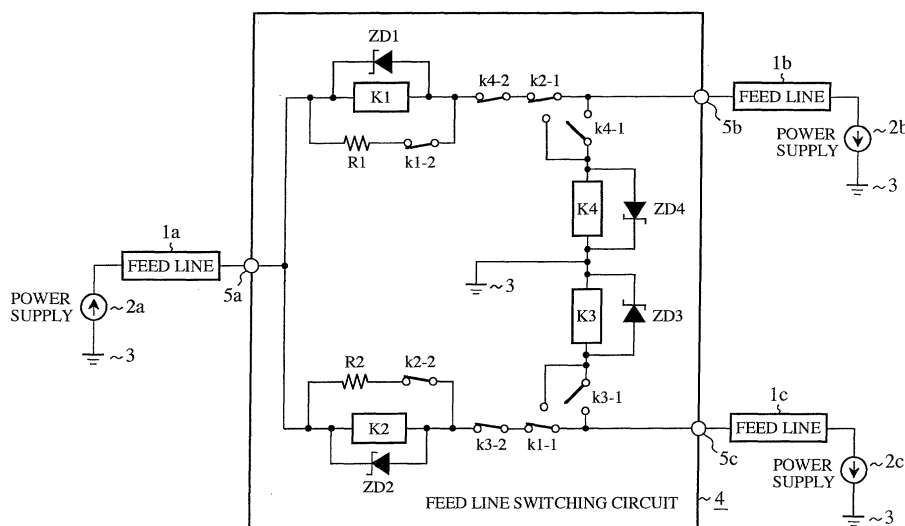 ZD1
K1
k4-2
k2-1
R1
k1-2
k4-1
5b
1b
FEED LINE
POWER
SUPPLY
~2b
~3
K4
ZD4
1a
FEED LINE
5a
POWER
SUPPLY
~2a
~3
~3
K3
ZD3
R2
k2-2
k3-1
K2
k3-2
k1-1
ZD2
5c
1c
FEED LINE
POWER
SUPPLY
~2c
~3
FEED LINE SWITCHING CIRCUIT
~4